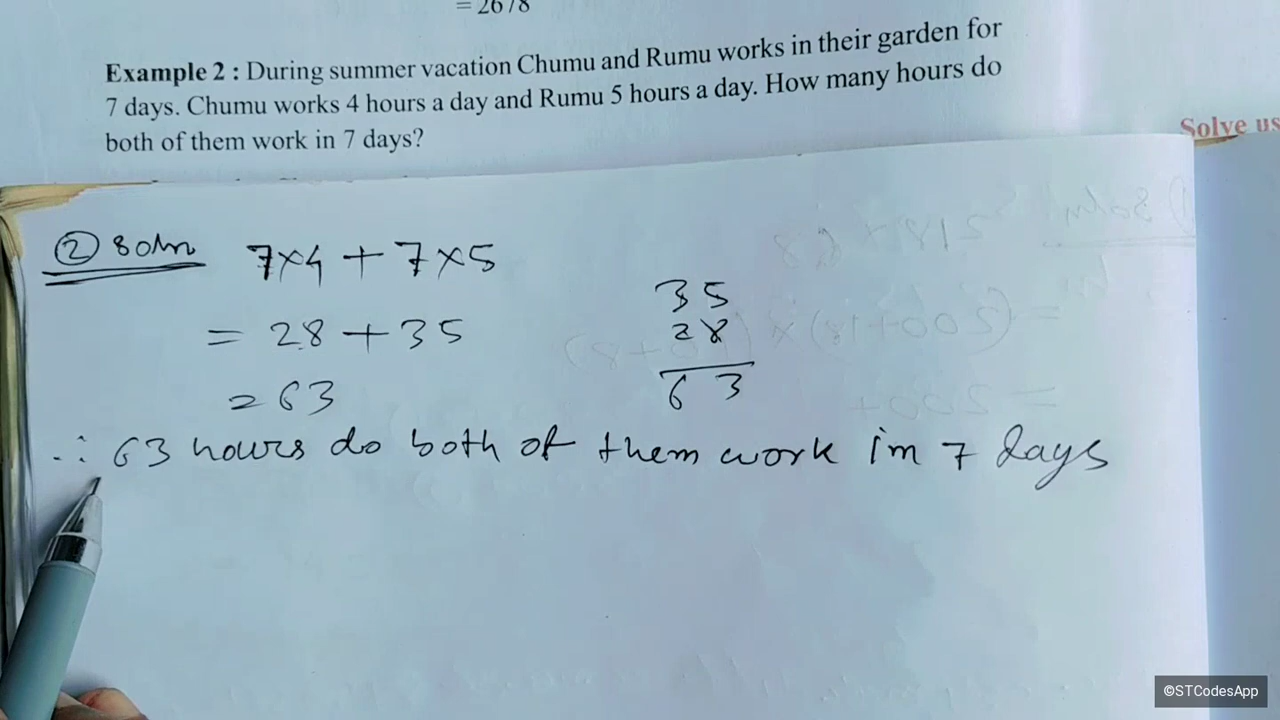 = 2678
Example 2 : During summer vacation Chumu and Rumu works in their garden for
7 days. Chumu works 4 hours a day and Rumu 5 hours a day. How many hours do
both of them work in 7 days?
Solve us
② Soln 7×4 + 7×5
= 28 + 35
= 63
35
28
63
∴ 63 hours do both of them work in 7 days
©STCodesApp